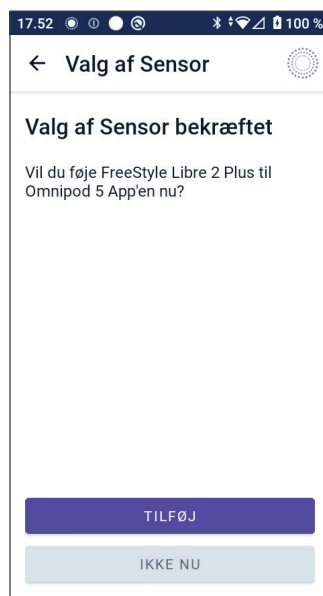 17.52 100 %
Valg af Sensor
Valg af Sensor bekræftet
Vil du føje FreeStyle Libre 2 Plus til
Omnipod 5 App'en nu?
TILFØJ
IKKE NU